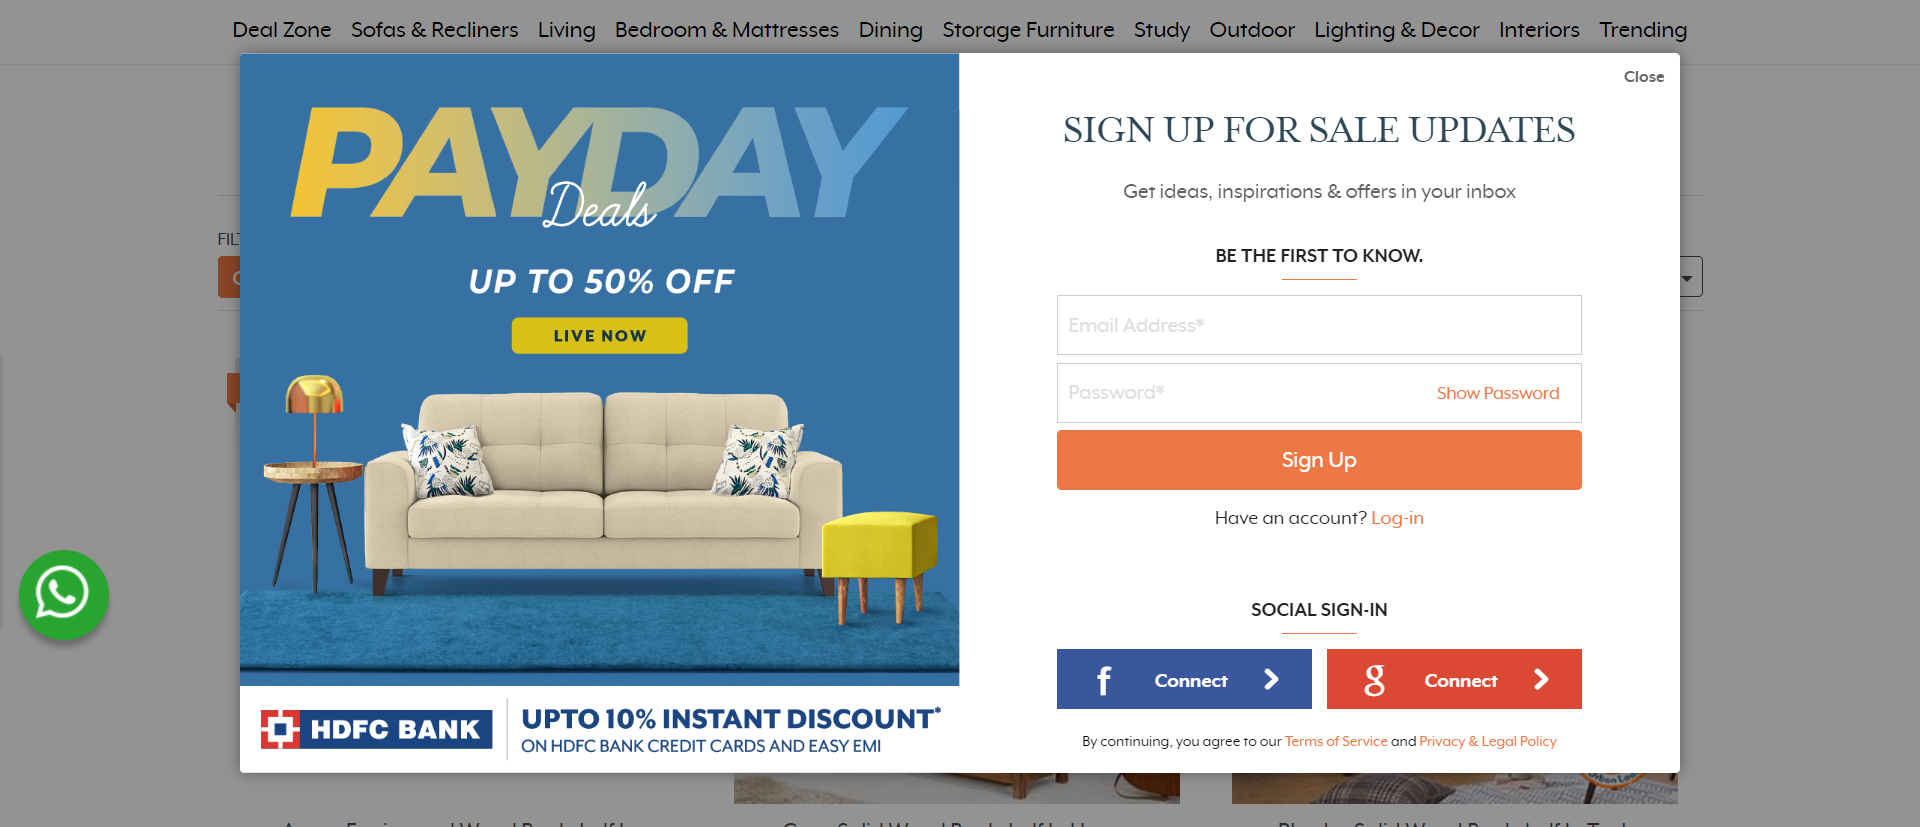 Deal Zone Sofas & Recliners Living Bedroom & Mattresses Dining Storage Furniture Study Outdoor Lighting & Decor Interiors Trending
PAYDAY
Deals
UP TO 50% OFF
LIVE NOW
HDFC BANK
UPTO 10% INSTANT DISCOUNT*
ON HDFC BANK CREDIT CARDS AND EASY EMI
Close
SIGN UP FOR SALE UPDATES
Get ideas, inspirations & offers in your inbox
BE THE FIRST TO KNOW.
Email Address*
Password* Show Password
Sign Up
Have an account? Log-in
SOCIAL SIGN-IN
f Connect
g Connect
By continuing, you agree to our Terms of Service and Privacy & Legal Policy